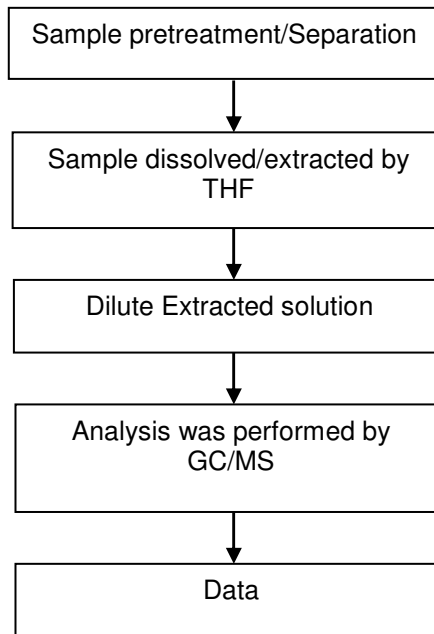 Sample pretreatment/Separation
Sample dissolved/extracted by
THF
Dilute Extracted solution
Analysis was performed by
GC/MS
Data